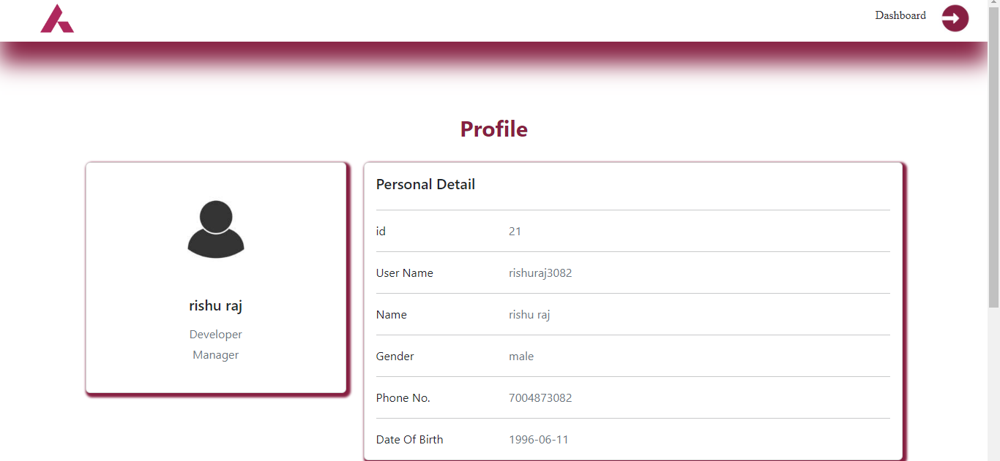 Dashboard
Profile
rishu raj
Developer
Manager
Personal Detail
id 21
User Name rishuraj3082
Name rishu raj
Gender male
Phone No. 7004873082
Date Of Birth 1996-06-11